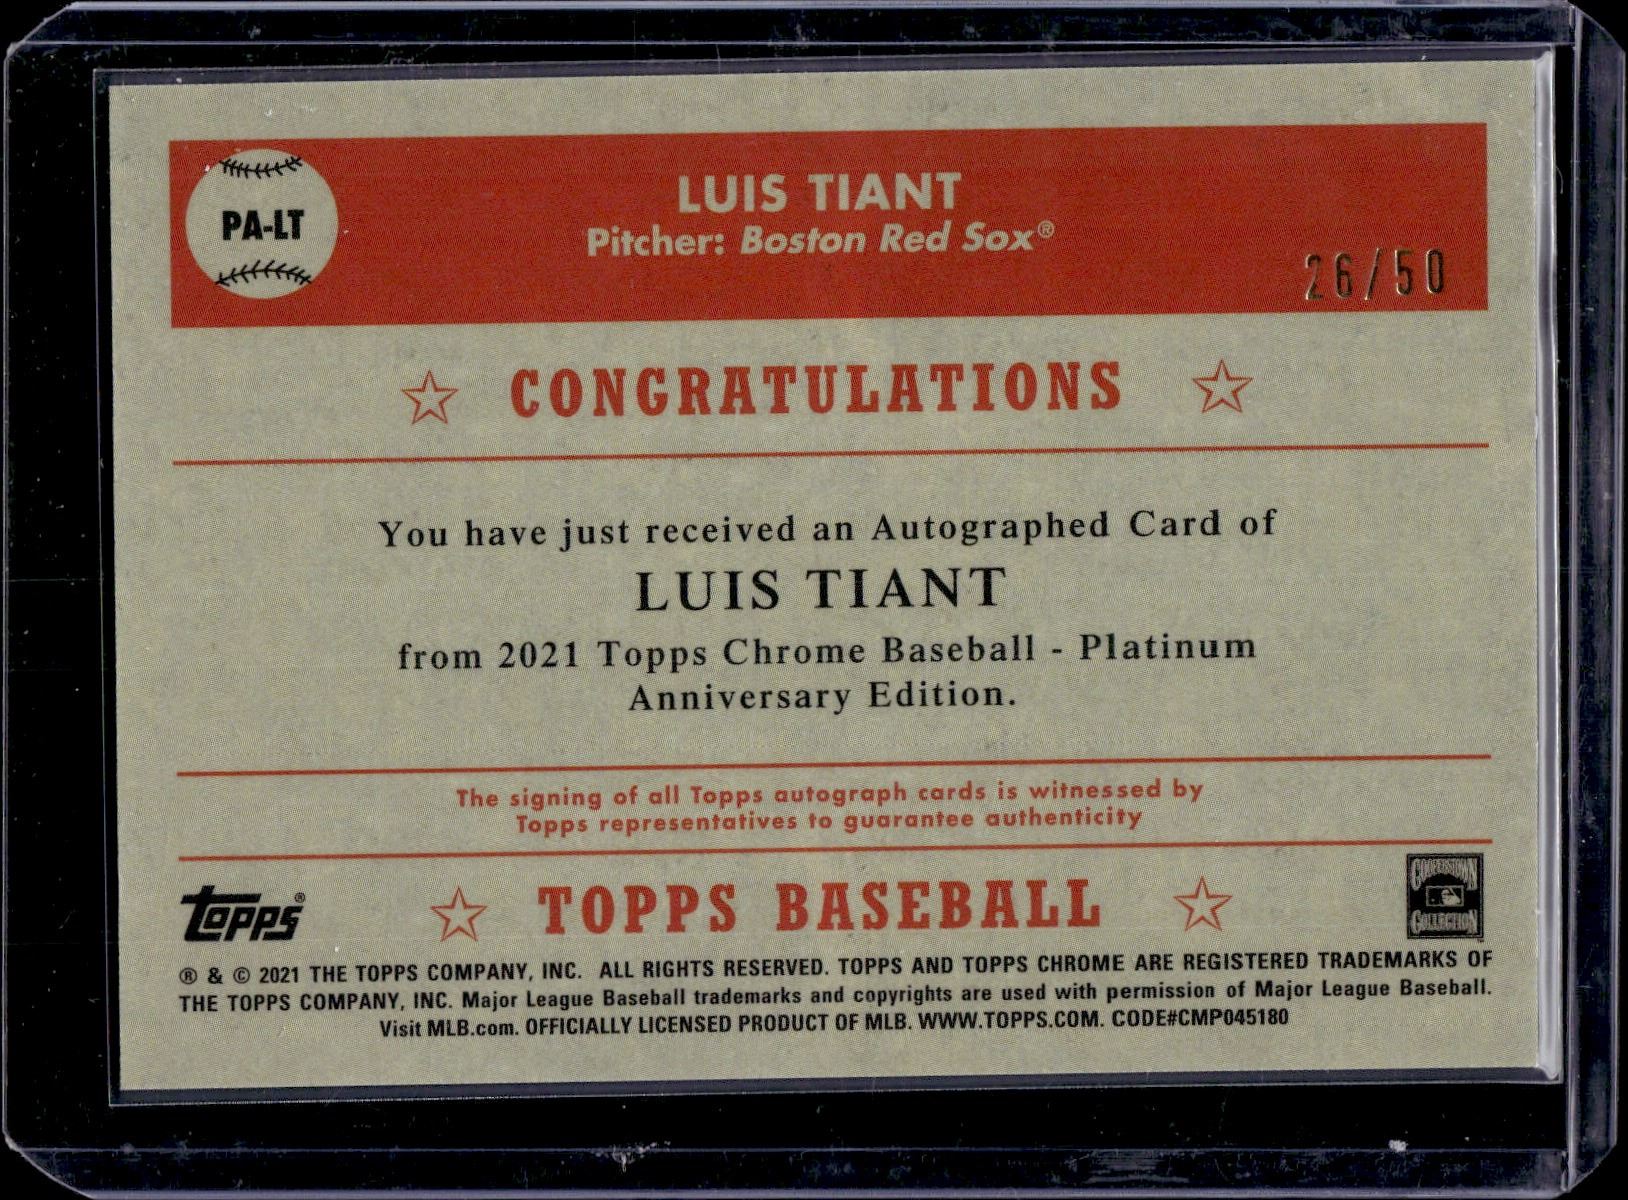 PA-LT
LUIS TIANT
Pitcher: Boston Red Sox®
26/50
CONGRATULATIONS
You have just received an Autographed Card of
LUIS TIANT
from 2021 Topps Chrome Baseball - Platinum
Anniversary Edition.
The signing of all Topps autograph cards is witnessed by
Topps representatives to guarantee authenticity
topps®
TOPPS BASEBALL
COOPERSTOWN
COLLECTION
® & © 2021 THE TOPPS COMPANY, INC. ALL RIGHTS RESERVED. TOPPS AND TOPPS CHROME ARE REGISTERED TRADEMARKS OF
THE TOPPS COMPANY, INC. Major League Baseball trademarks and copyrights are used with permission of Major League Baseball.
Visit MLB.com. OFFICIALLY LICENSED PRODUCT OF MLB. WWW.TOPPS.COM. CODE#CMP045180